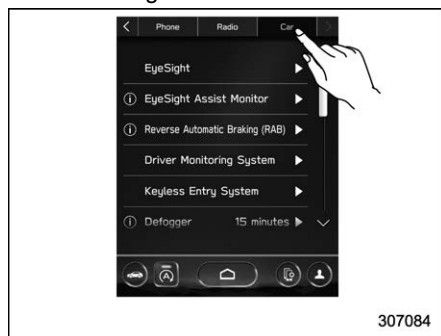 Phone Radio Car
EyeSight
EyeSight Assist Monitor
Reverse Automatic Braking (RAB)
Driver Monitoring System
Keyless Entry System
Defogger 15 minutes
307084